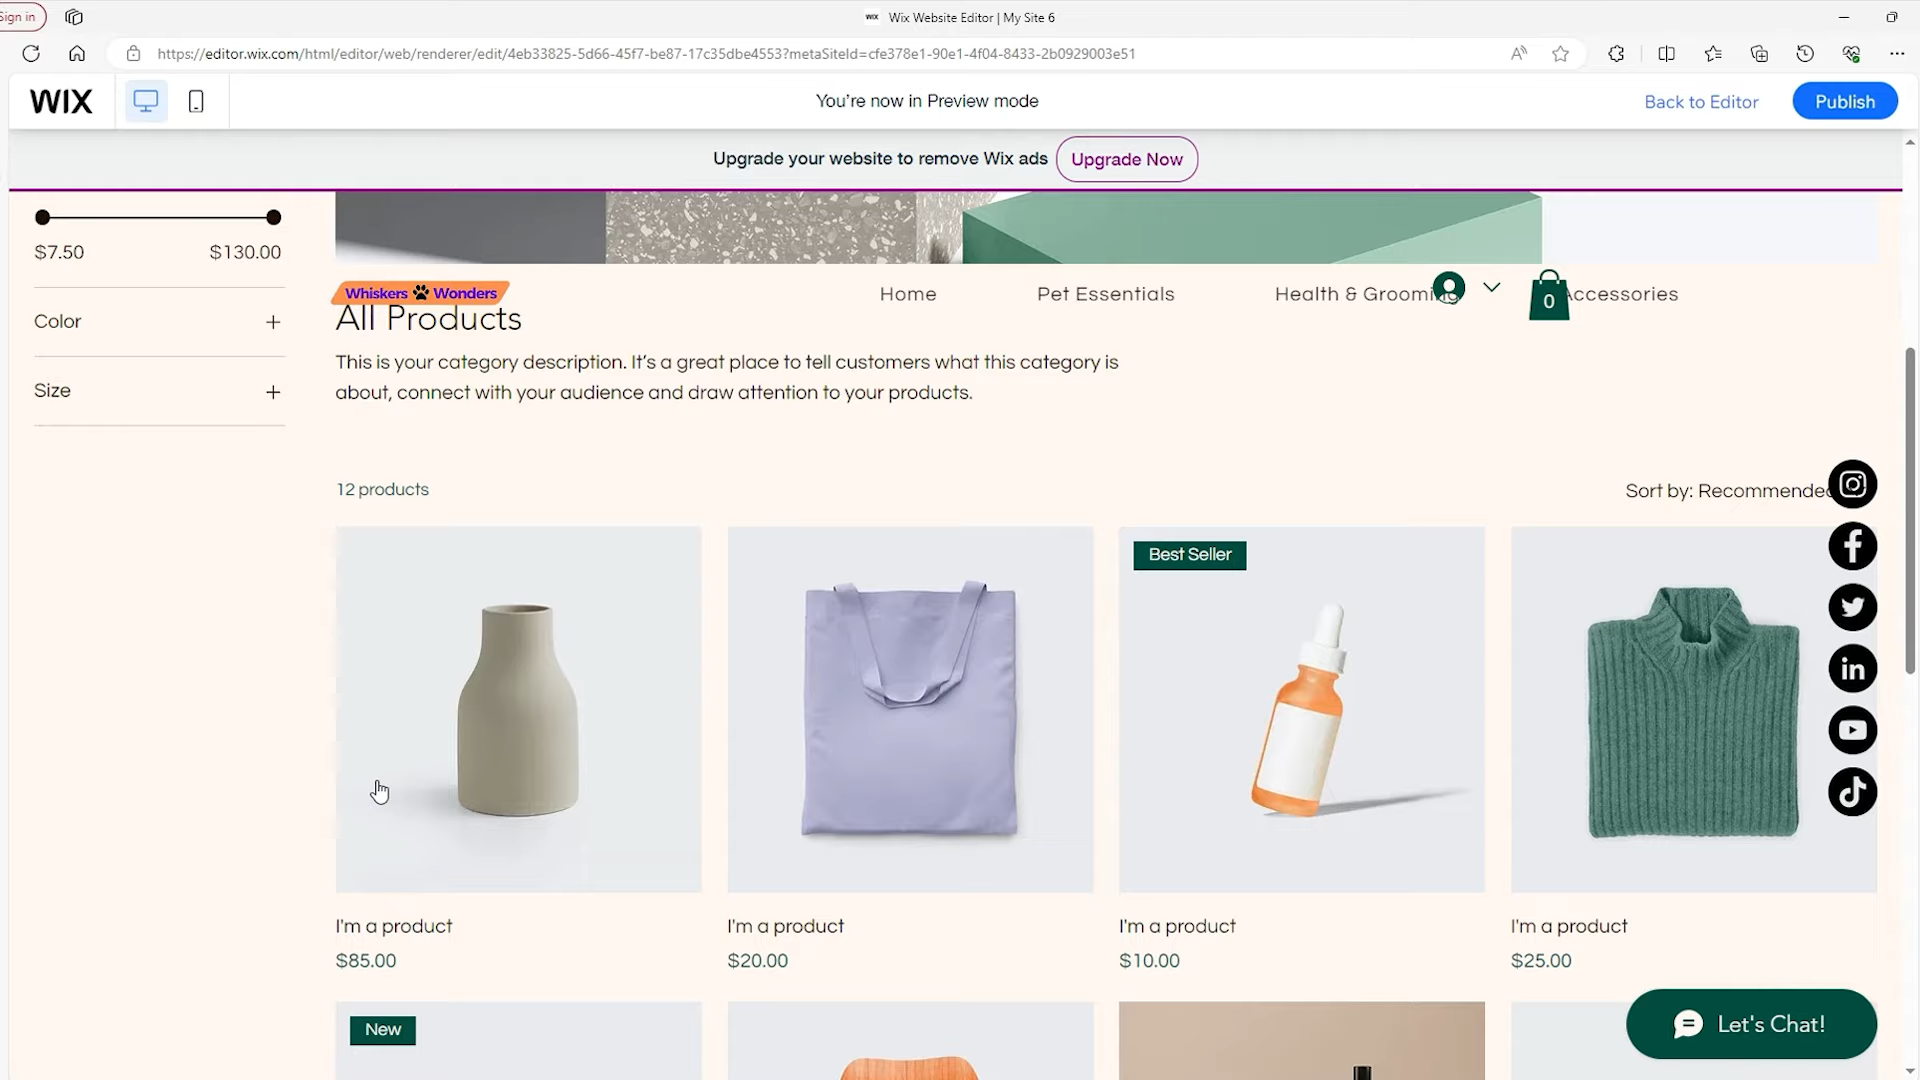 Sign in
WIX
Wix Website Editor | My Site 6
https://editor.wix.com/html/editor/web/renderer/edit/4eb33825-5d66-45f7-be87-17c35dbe4553?metaSiteId=cfe378e1-90e1-4f04-8433-2b0929003e51
WIX
You're now in Preview mode
Back to Editor
Publish
Upgrade your website to remove Wix ads
Upgrade Now
$7.50
$130.00
Color
Size
Whiskers Wonders
Home
Pet Essentials
Health & Grooming
0
Accessories
All Products
This is your category description. It's a great place to tell customers what this category is
about, connect with your audience and draw attention to your products.
12 products
Sort by: Recommended
Best Seller
in
I'm a product
$85.00
I'm a product
$20.00
I'm a product
$10.00
I'm a product
$25.00
New
Let's Chat!